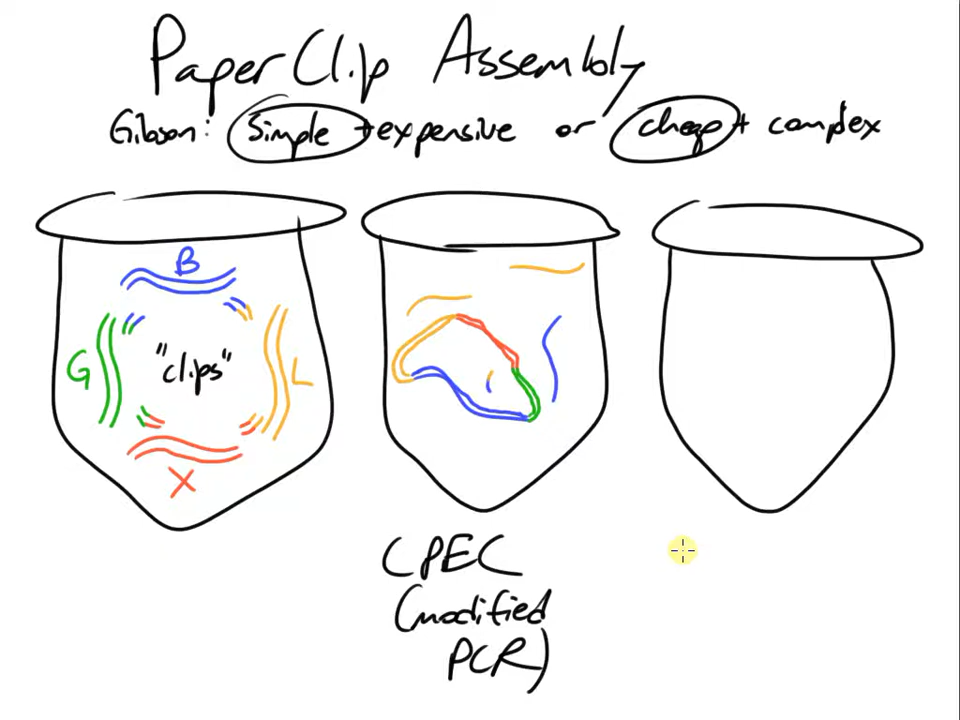 PaperClip Assembly
Gibson: Simple + expensive or cheap + complex
B
G
"clips"
L
X
CPEC
(modified
PCR)